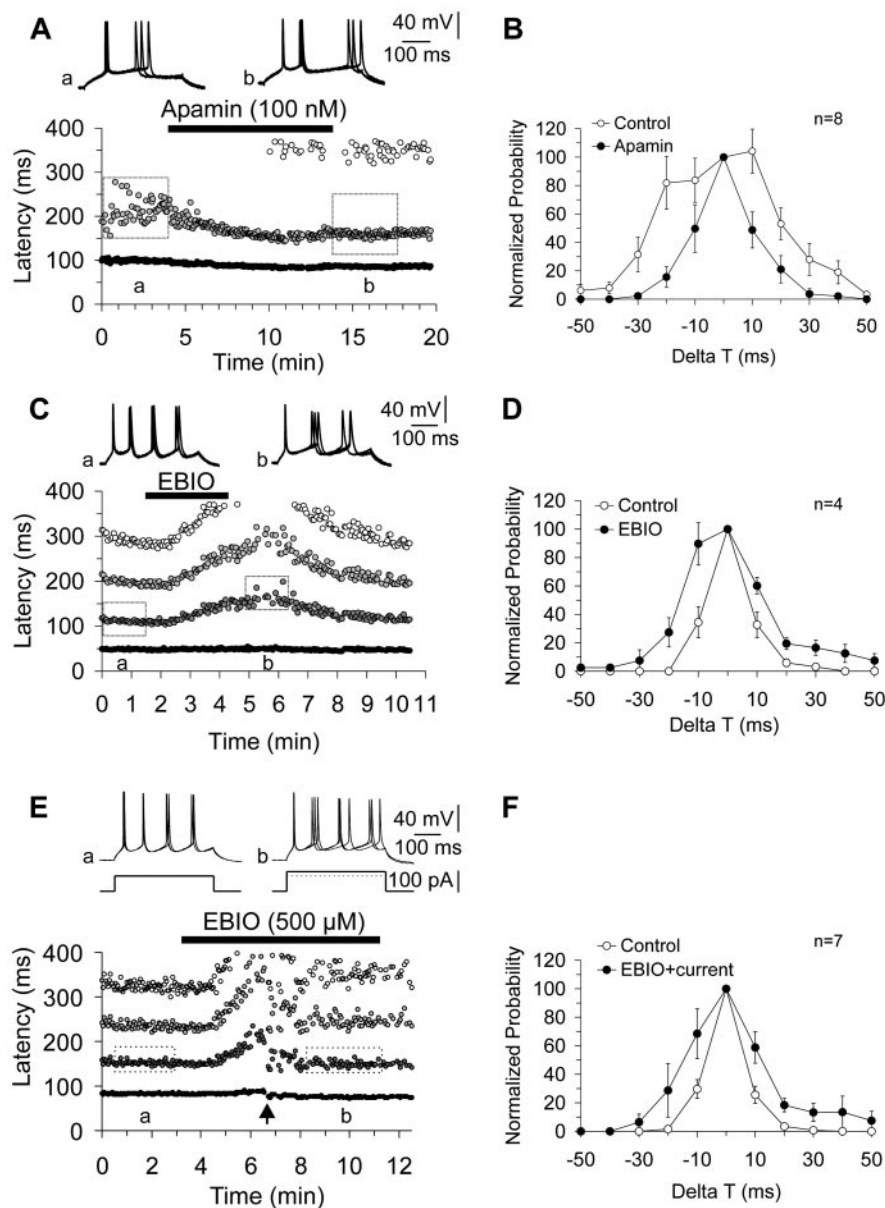 A
40 mV
100 ms
a
b
Apamin (100 nM)
400
300
200
100
0
Latency (ms)
a
b
0 5 10 15 20
Time (min)
B
Control
Apamin
n=8
120
100
80
60
40
20
0
Normalized Probability
-50 -30 -10 10 30 50
Delta T (ms)
C
40 mV
100 ms
a
b
EBIO
400
300
200
100
0
Latency (ms)
a
b
0 1 2 3 4 5 6 7 8 9 10 11
Time (min)
D
Control
EBIO
n=4
120
100
80
60
40
20
0
Normalized Probability
-50 -30 -10 10 30 50
Delta T (ms)
E
40 mV
100 ms
a
b
100 pA
EBIO (500 µM)
400
300
200
100
0
Latency (ms)
a
b
0 2 4 6 8 10 12
Time (min)
F
Control
EBIO+current
n=7
120
100
80
60
40
20
0
Normalized Probability
-50 -30 -10 10 30 50
Delta T (ms)